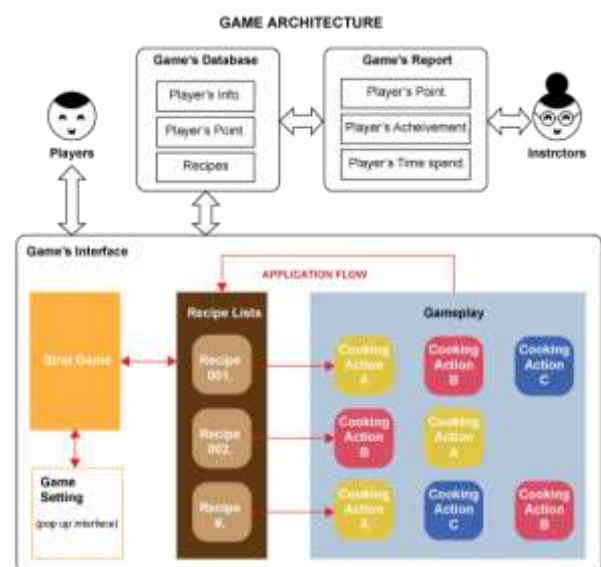 GAME ARCHITECTURE
Game's Database
Player's Info.
Player's Point.
Recipes
Game's Report
Player's Point.
Player's Acheivement.
Player's Time spend.
Players
Instrctors
Game's Interface
APPLICATION FLOW
Strat Game
Game
Setting
(pop up interface)
Recipe Lists
Recipe
001.
Recipe
002.
Recipe
#.
Gameplay
Cooking
Action
A
Cooking
Action
B
Cooking
Action
C
Cooking
Action
B
Cooking
Action
A
Cooking
Action
A
Cooking
Action
C
Cooking
Action
B